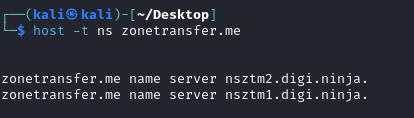 ┌──(kali㉿kali)-[~/Desktop]
└─$ host -t ns zonetransfer.me
zonetransfer.me name server nsztm2.digi.ninja.
zonetransfer.me name server nsztm1.digi.ninja.